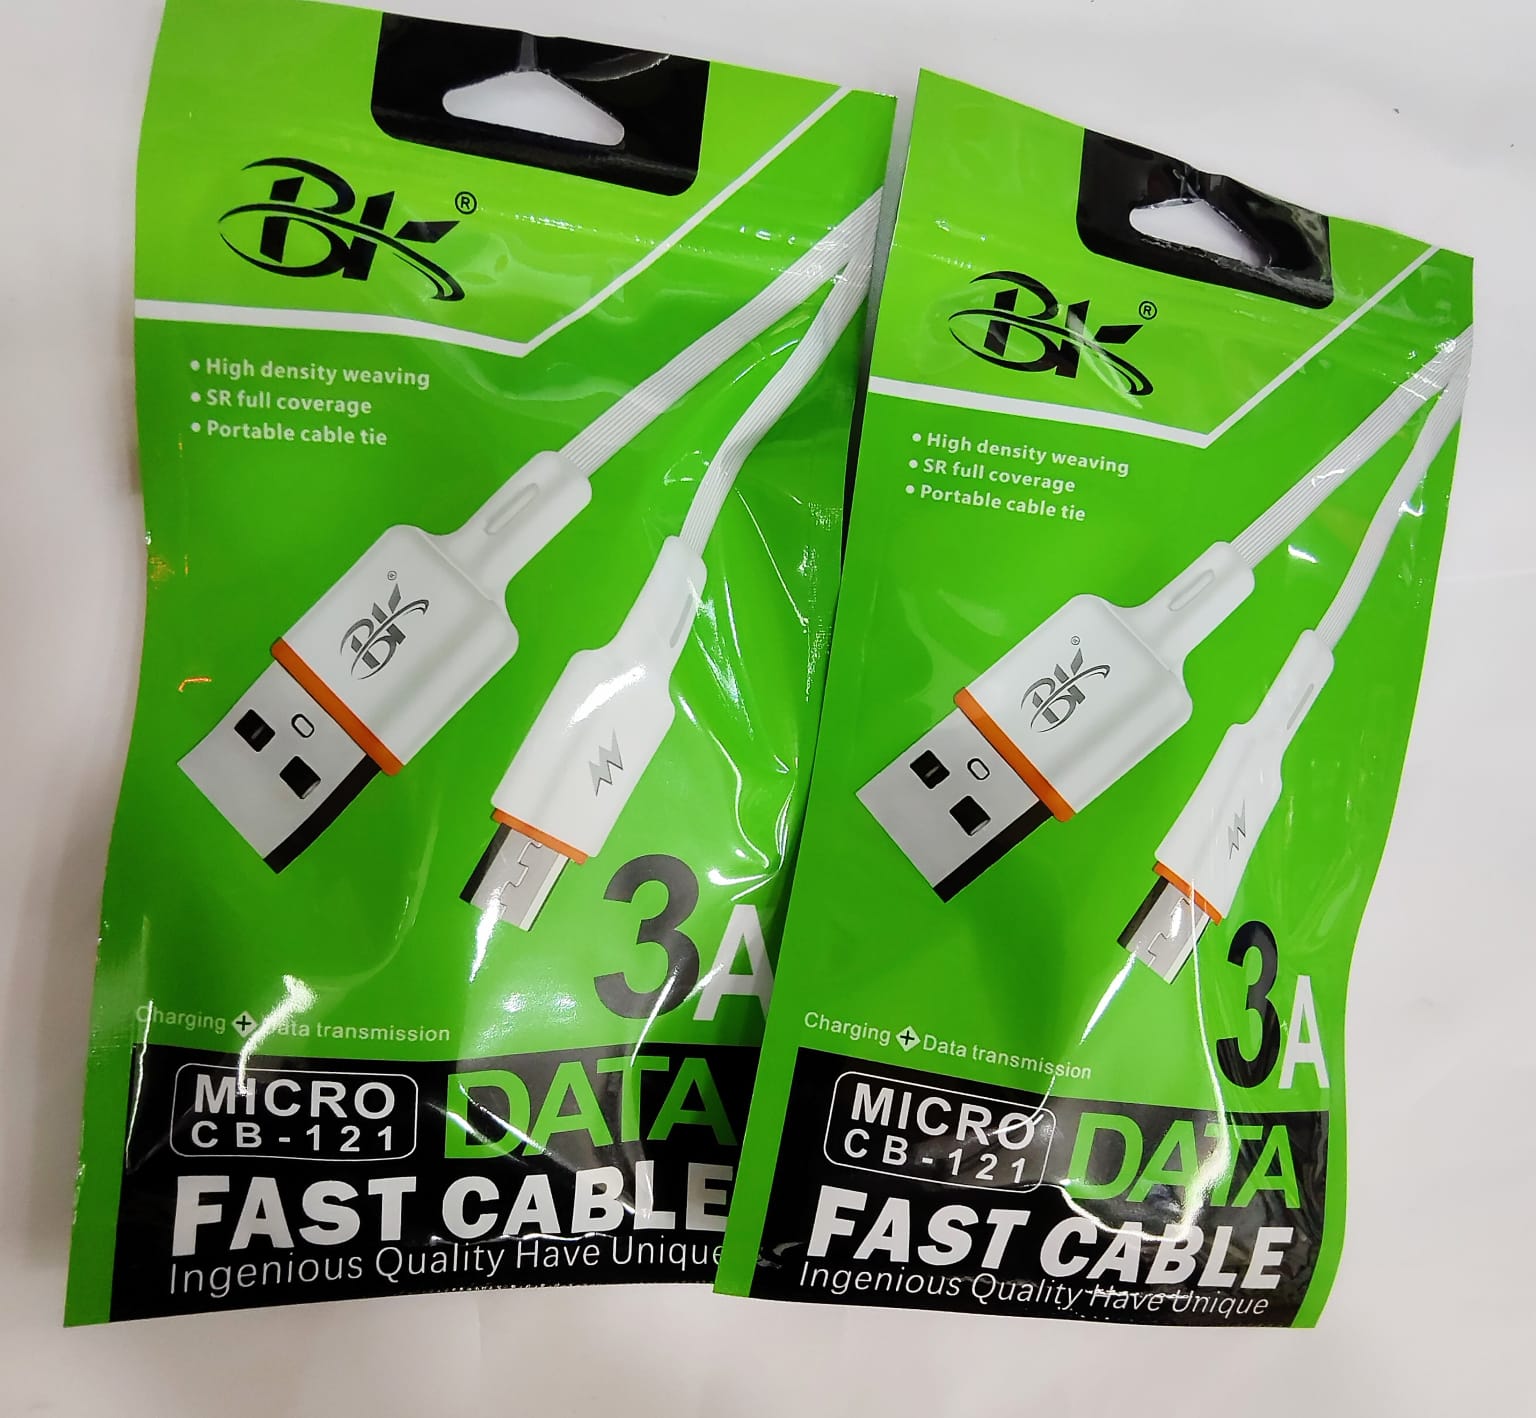 BK®
• High density weaving
• SR full coverage
• Portable cable tie
BK®
3A
Charging + Data transmission
MICRO
CB-121
DATA
FAST CABLE
Ingenious Quality Have Unique
BK®
• High density weaving
• SR full coverage
• Portable cable tie
BK®
3A
Charging + Data transmission
MICRO
CB-121
DATA
FAST CABLE
Ingenious Quality Have Unique